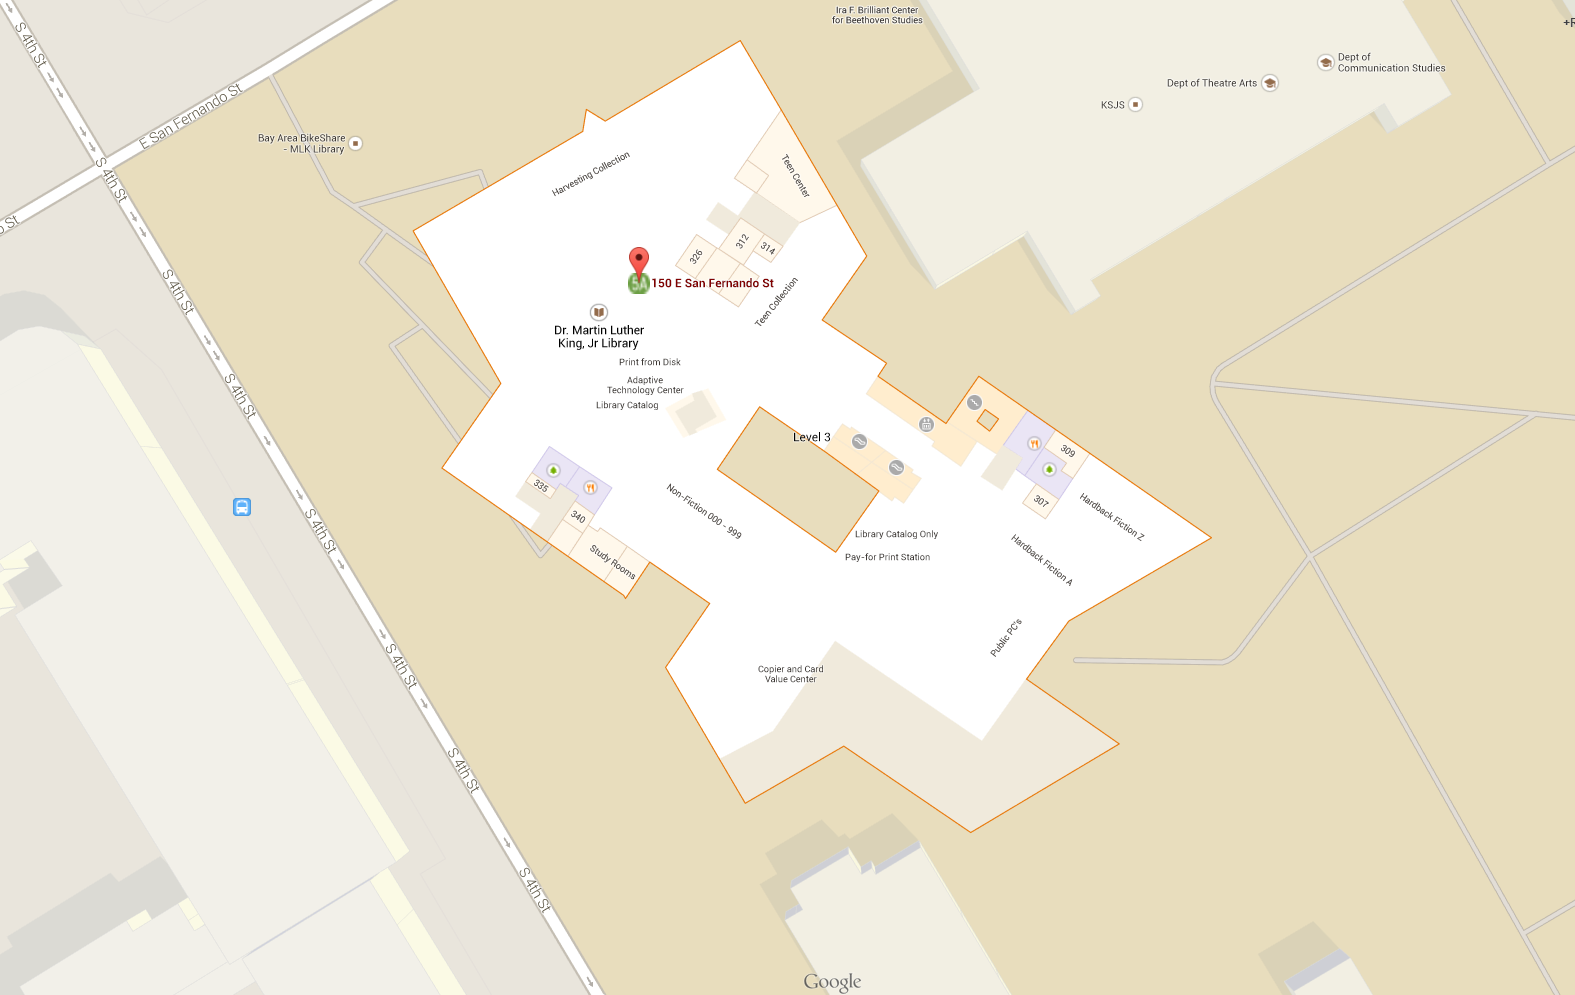 Ira F. Brilliant Center
for Beethoven Studies
S 4th St
Dept of
Communication Studies
Dept of Theatre Arts
KSJS
E San Fernando St
Bay Area BikeShare
- MLK Library
S 4th St
St
Harvesting Collection
Teen Center
312
314
326
S 4th St
150 E San Fernando St
Teen Collection
Dr. Martin Luther
King, Jr Library
Print from Disk
Adaptive
Technology Center
Library Catalog
S 4th St
Level 3
309
335
307
340
Non-Fiction 000 - 999
Hardback Fiction Z
S 4th St
Library Catalog Only
Pay-for Print Station
Study Rooms
Hardback Fiction A
Public PC's
S 4th St
Copier and Card
Value Center
S 4th St
S 4th St
Google